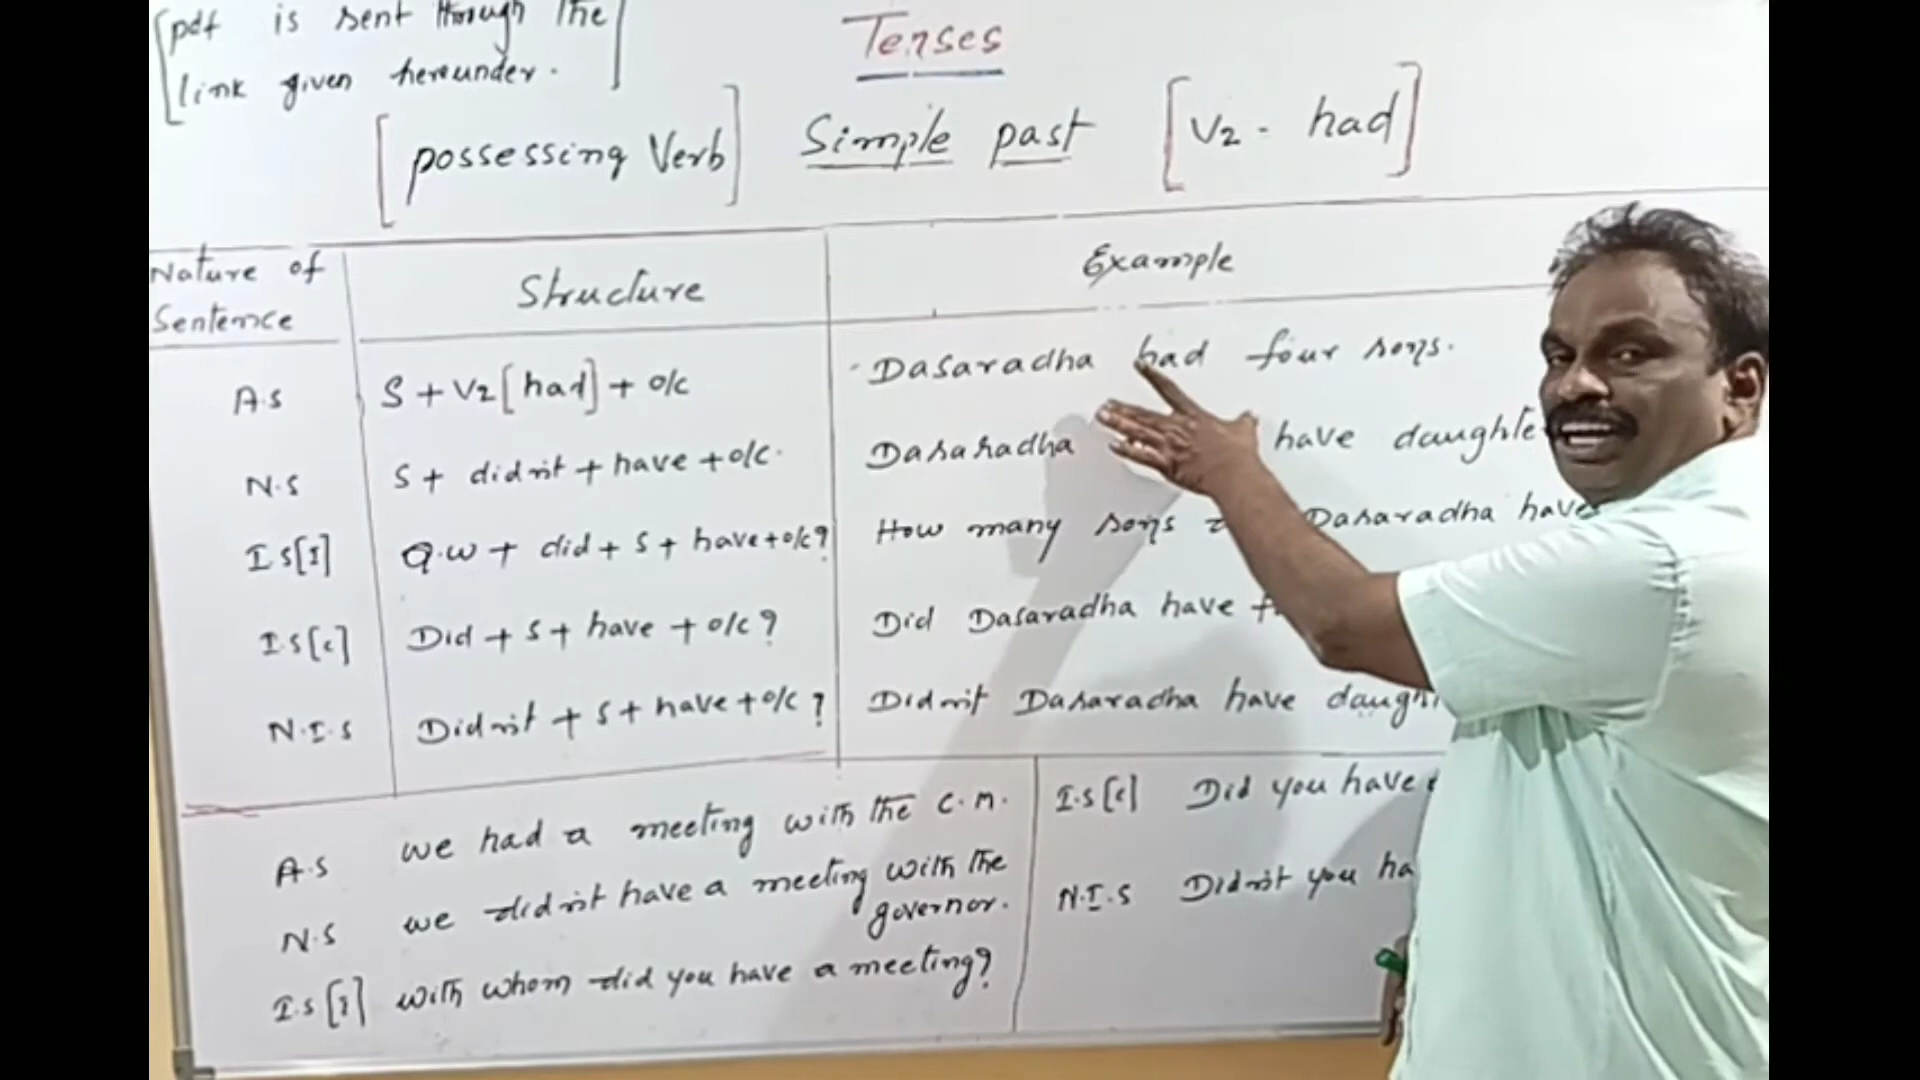 [pdf is sent through the
link given hereunder.]
Tenses
[possessing Verb] Simple past [V2 - had]
Nature of Sentence
Structure
Example
A.S S + V2 [had] + o/c
Dasaradha had four sons.
N.S S + didn't + have + o/c.
Dasaradha have
I.S[I] Q.w + did + s + have + o/c?
How many sons Dasaradha have
I.S[c] Did + s + have + o/c?
Did Dasaradha have
N.I.S Didn't + s + have + o/c?
Didn't Dasaradha have
A.S we had a meeting with the C.M.
N.S we didn't have a meeting with the
governor.
I.S[I] with whom did you have a meeting?
I.S[c] Did you have
N.I.S Didn't you